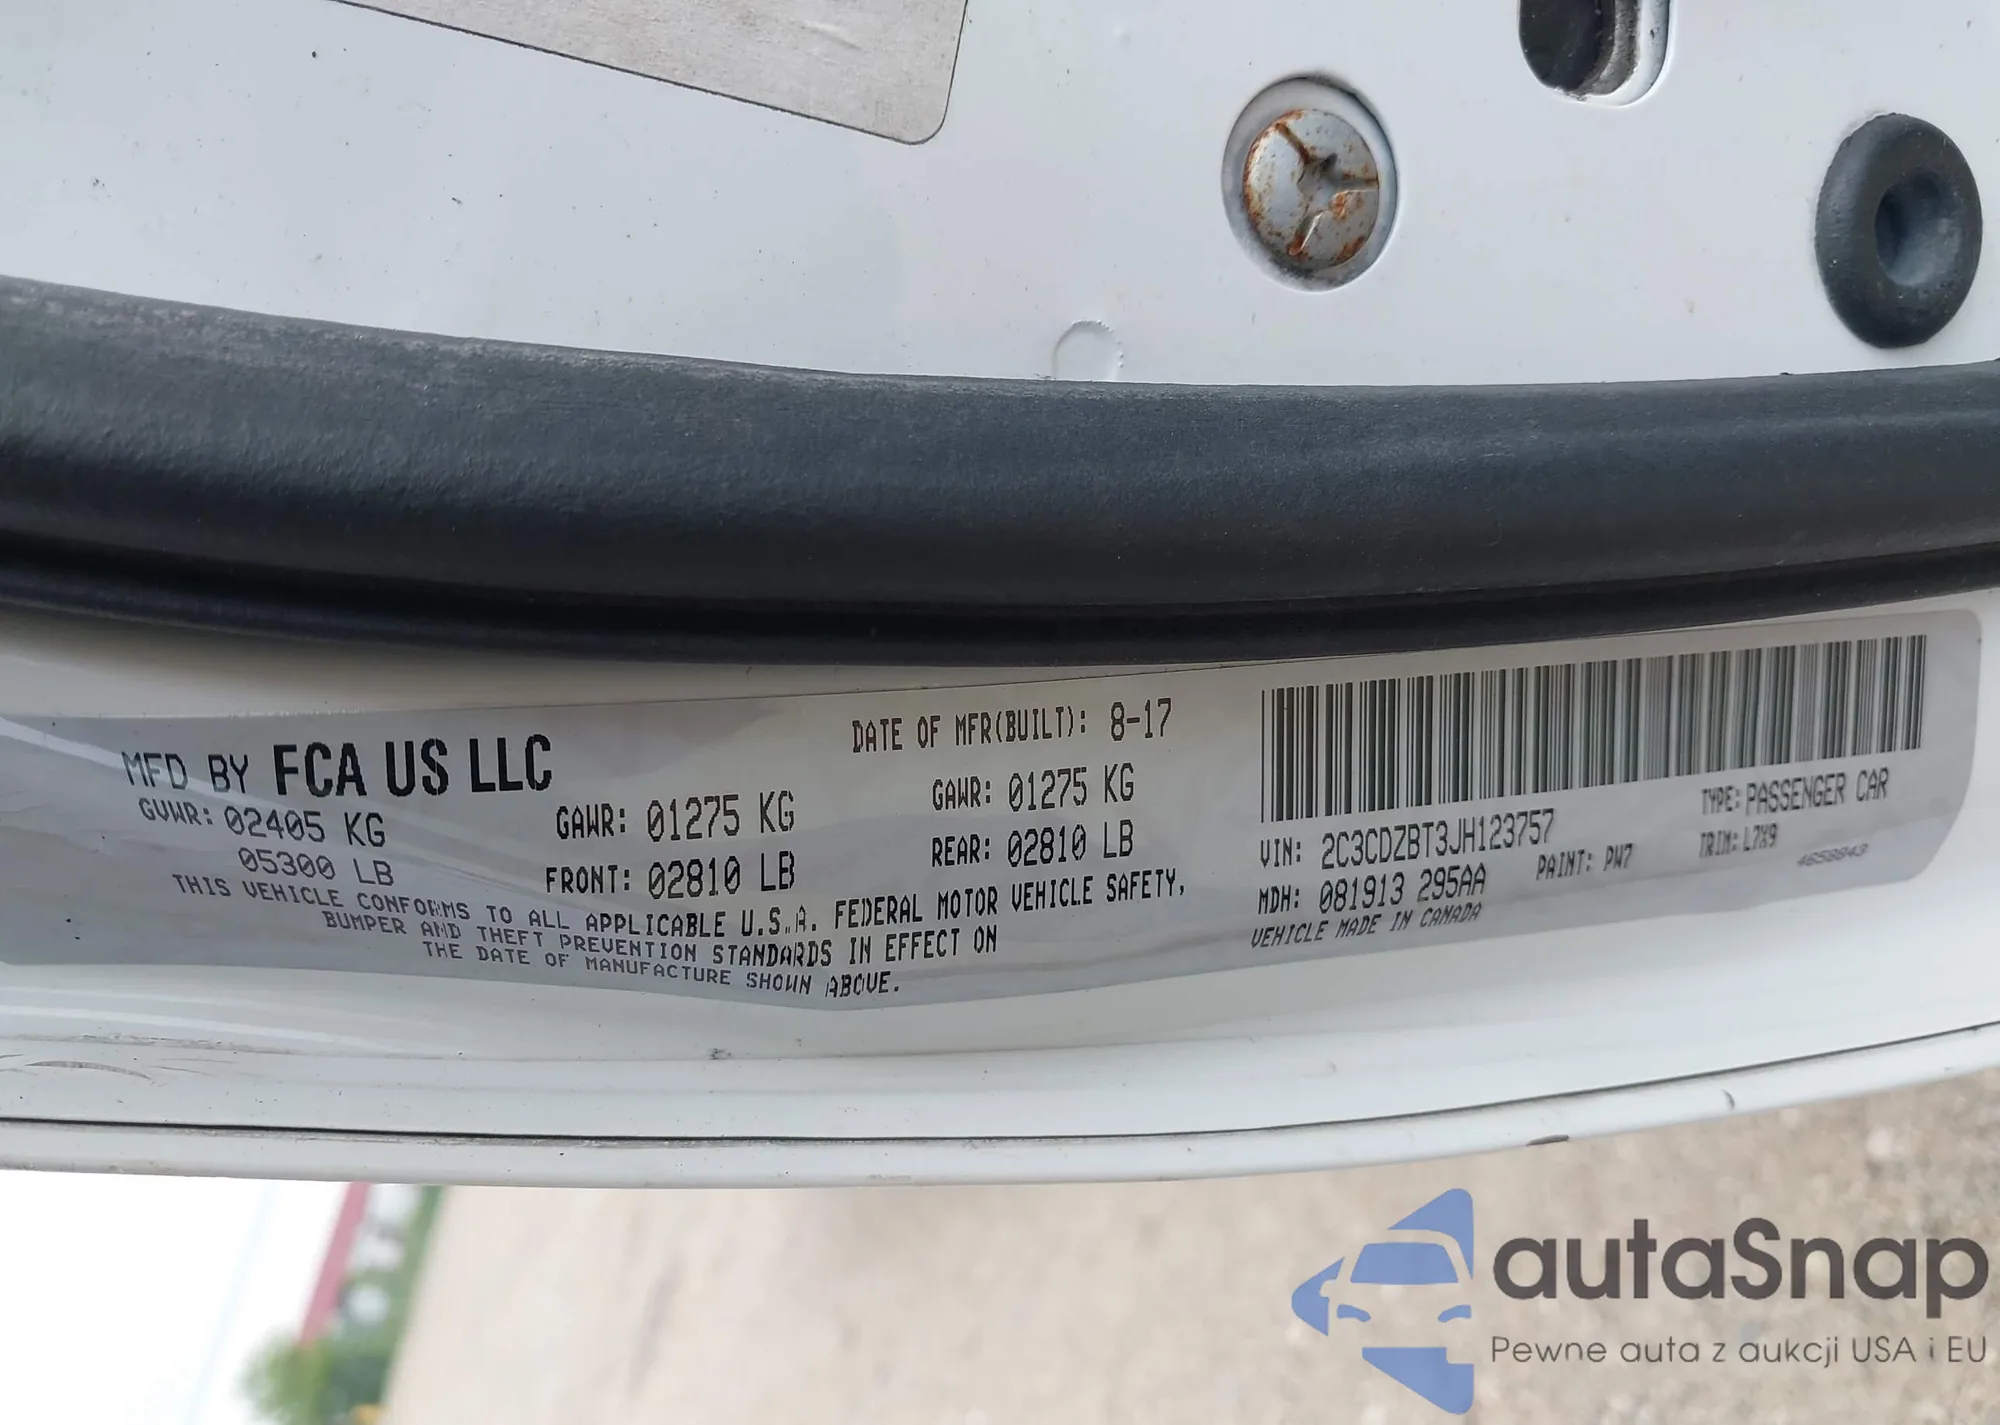 MFD BY FCA US LLC
DATE OF MFR(BUILT): 8-17
GVWR: 02405 KG
05300 LB
GAWR: 01275 KG
FRONT: 02810 LB
GAWR: 01275 KG
REAR: 02810 LB
THIS VEHICLE CONFORMS TO ALL APPLICABLE U.S.A. FEDERAL MOTOR VEHICLE SAFETY,
BUMPER AND THEFT PREVENTION STANDARDS IN EFFECT ON
THE DATE OF MANUFACTURE SHOWN ABOVE.
VIN: 2C3CDZBT3JH123757
TYPE: PASSENGER CAR
MDH: 081913 295AA
PAINT: PW7
TRIM: L7X9
VEHICLE MADE IN CANADA
autaSnap
Pewne auta z aukcji USA i EU